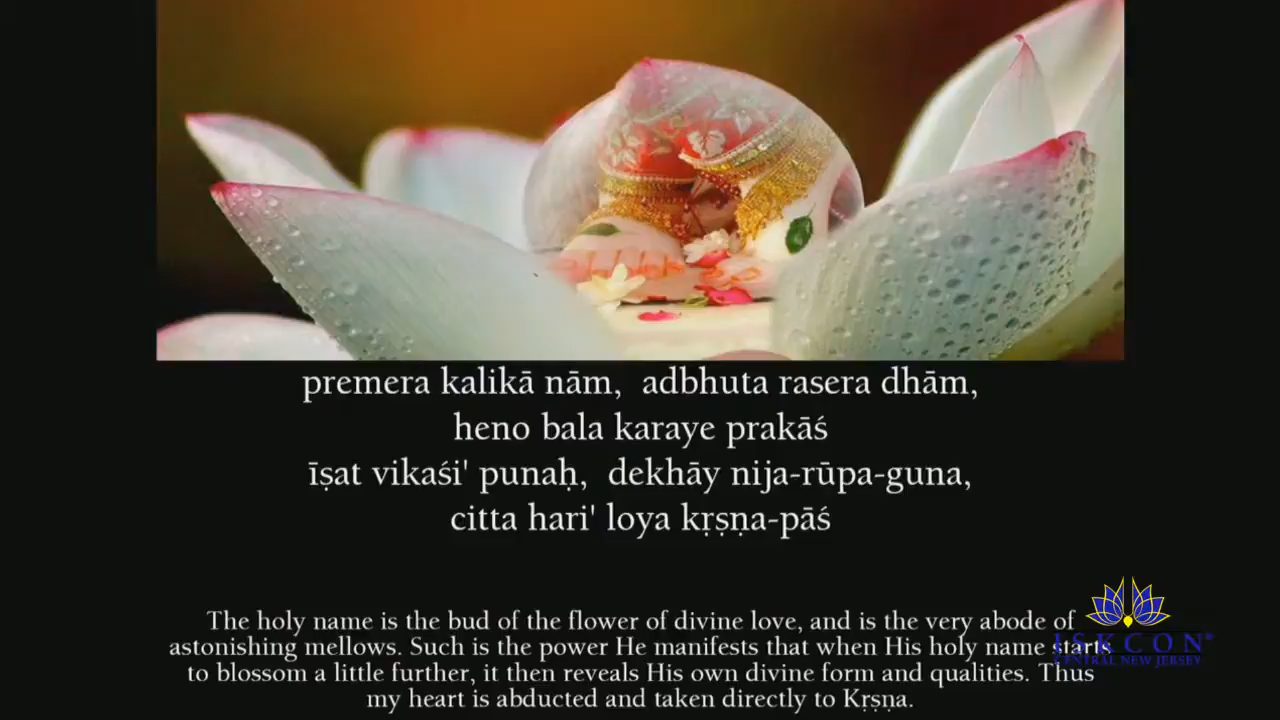 premera kalikā nām, adbhuta rasera dhām,
heno bala karaye prakāś
īṣat vikaśi' punaḥ, dekhāy nija-rūpa-guna,
citta hari' loya kṛṣṇa-pāś
The holy name is the bud of the flower of divine love, and is the very abode of
astonishing mellows. Such is the power He manifests that when His holy name starts
to blossom a little further, it then reveals His own divine form and qualities. Thus
my heart is abducted and taken directly to Kṛṣṇa.
ISKCON®
CENTRAL NEW JERSEY